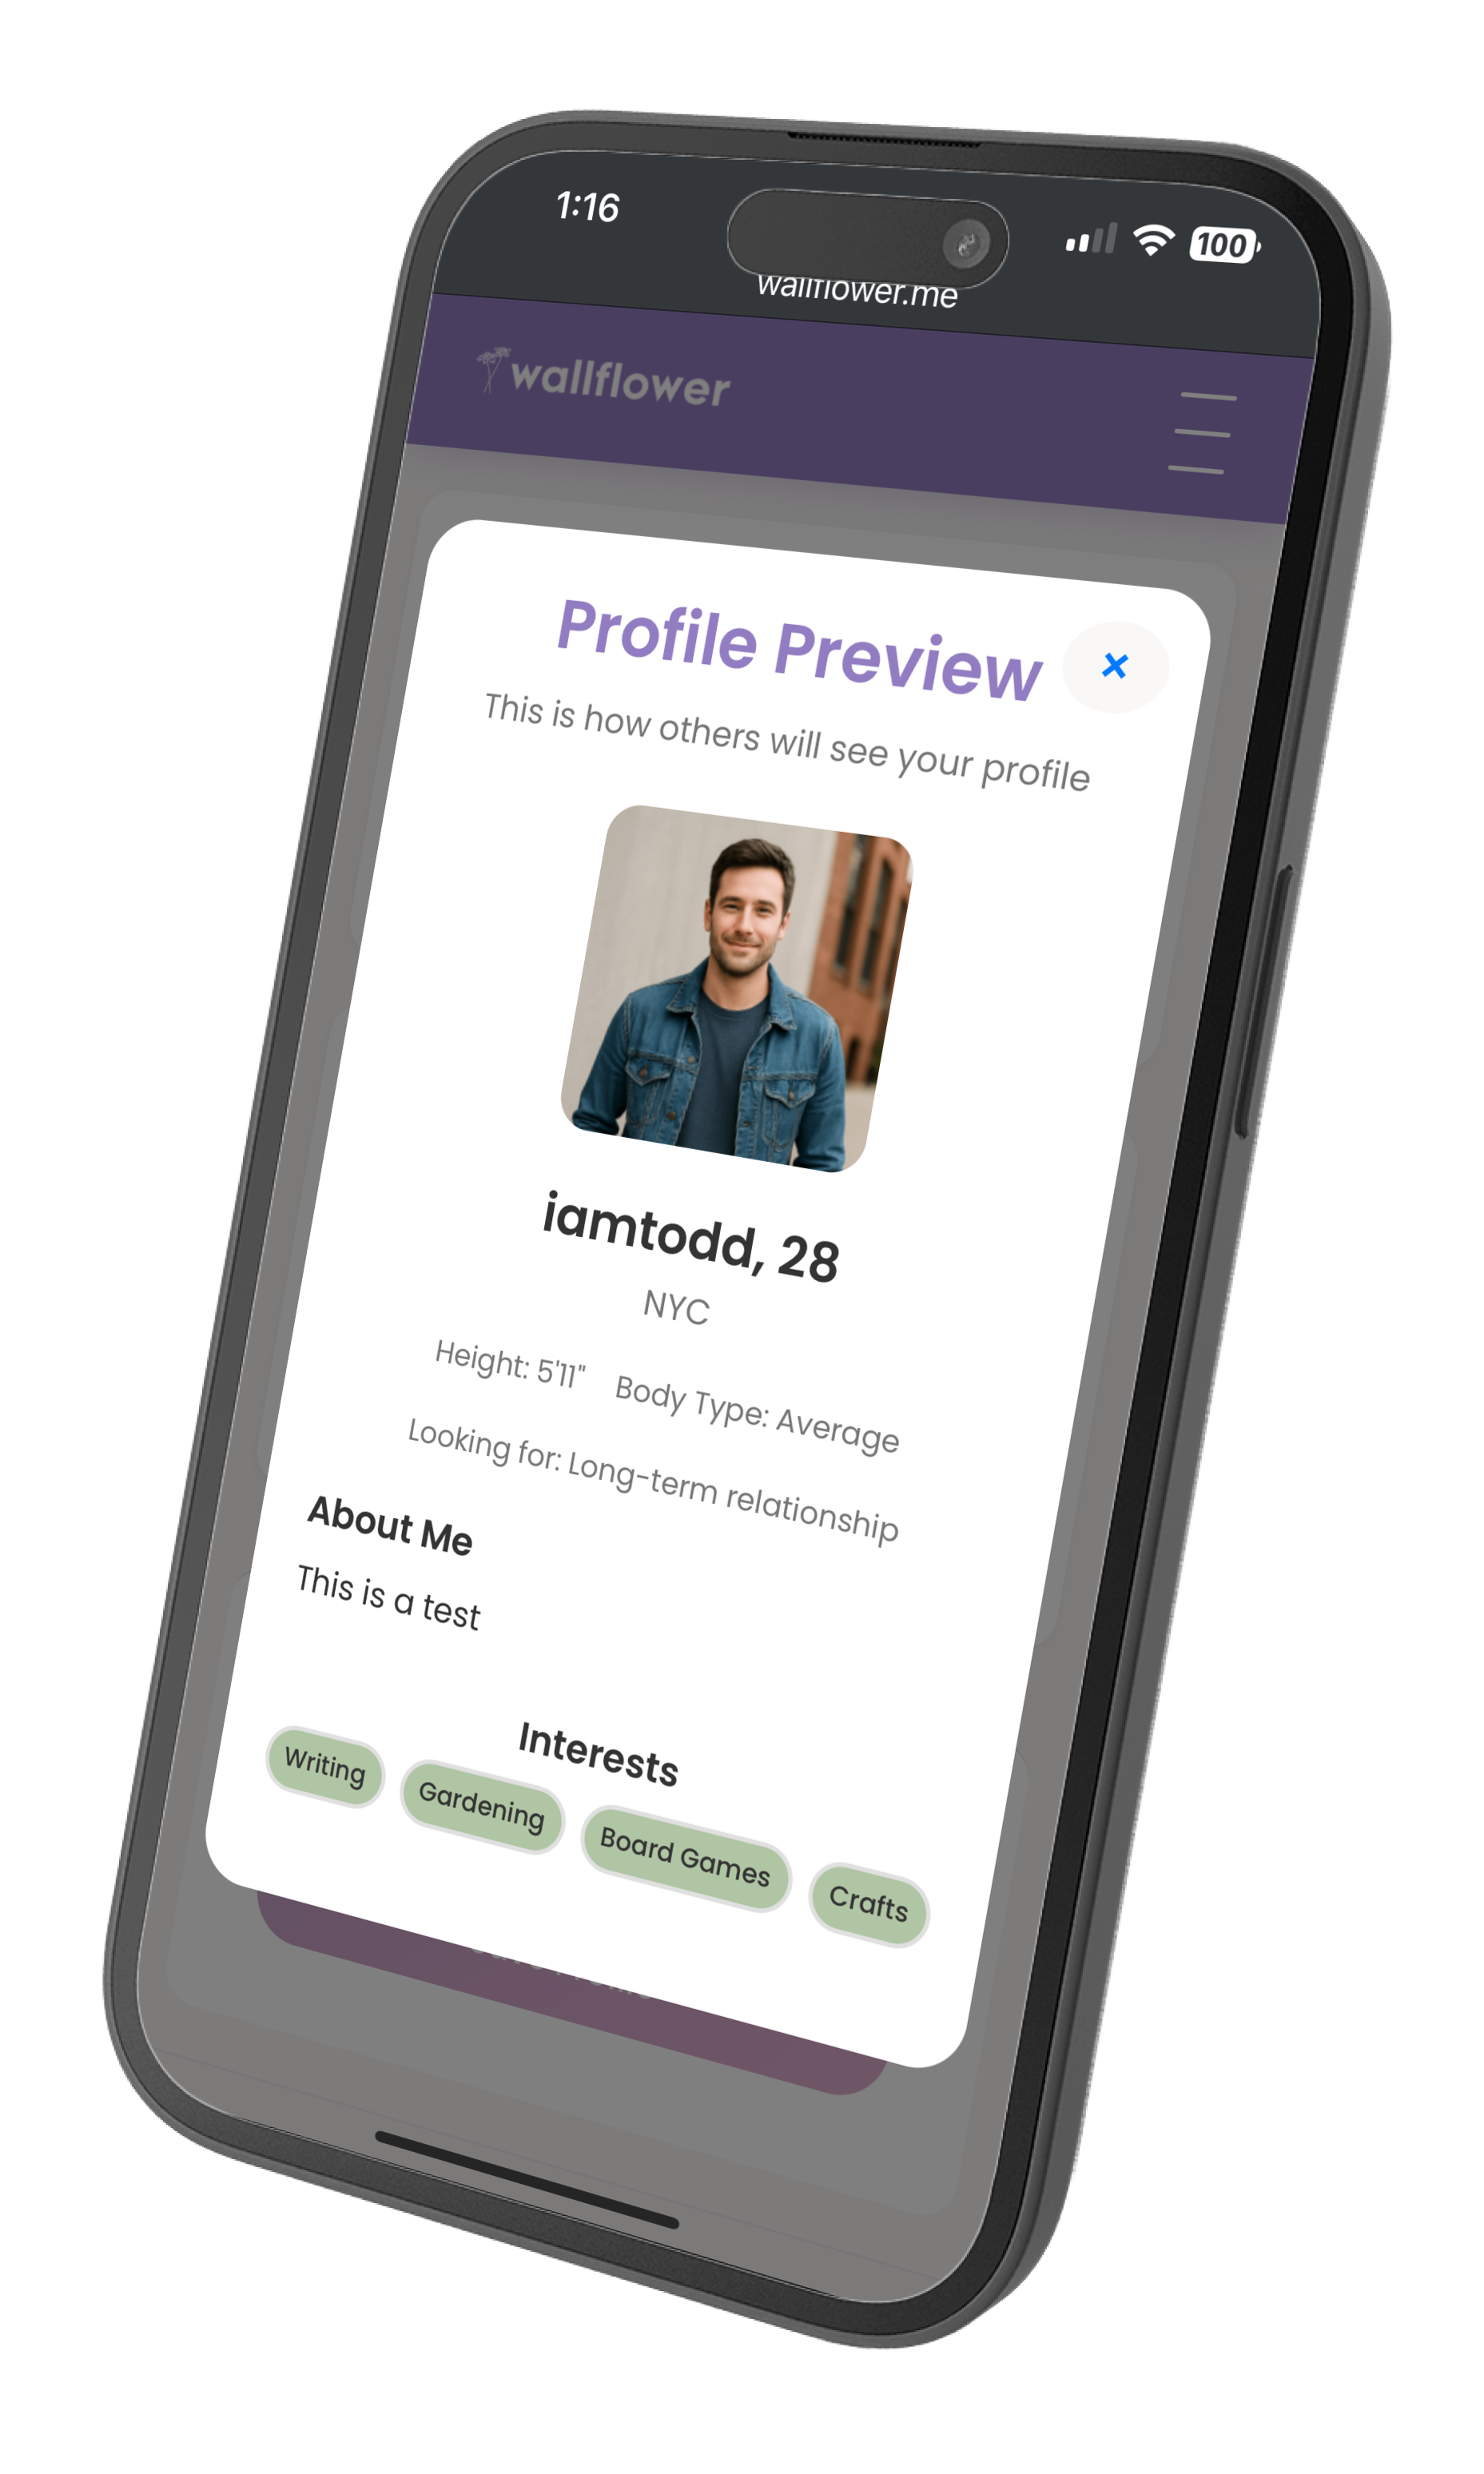 1:16
100
wallflower.me
wallflower
Profile Preview
×
This is how others will see your profile
iamtodd, 28
NYC
Height: 5'11" Body Type: Average
Looking for: Long-term relationship
About Me
This is a test
Interests
Writing Gardening Board Games Crafts